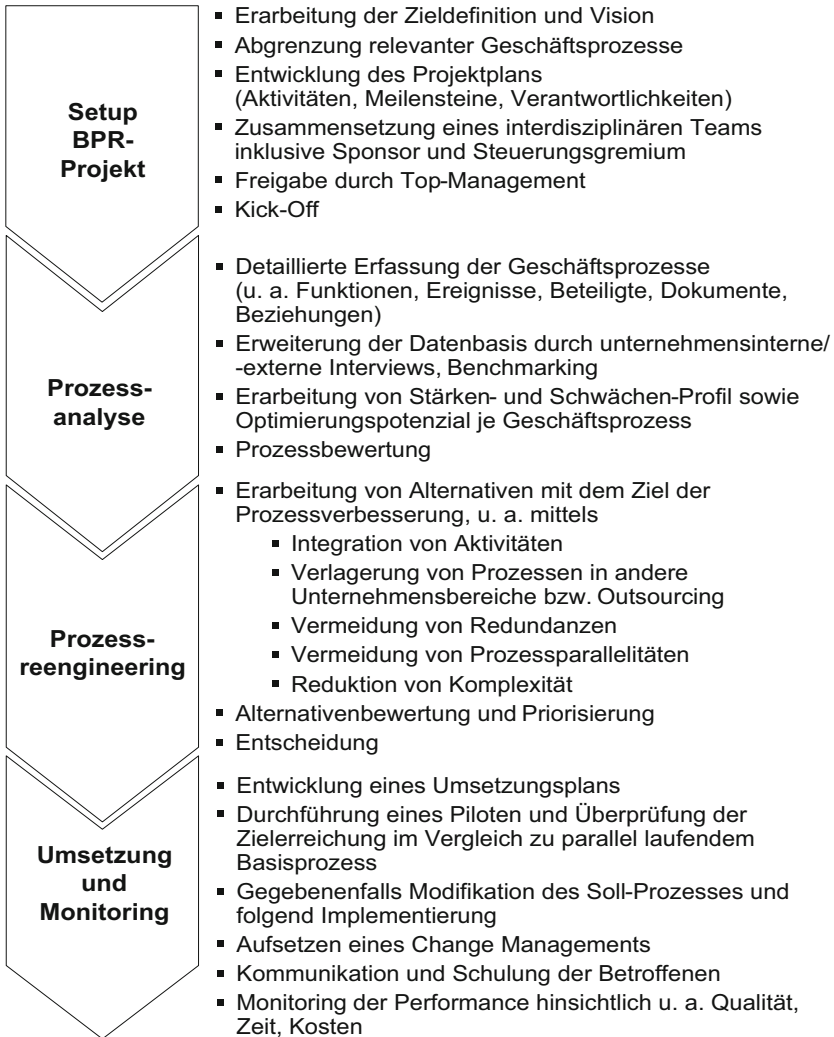 Setup
BPR-
Projekt
▪ Erarbeitung der Zieldefinition und Vision
▪ Abgrenzung relevanter Geschäftsprozesse
▪ Entwicklung des Projektplans
(Aktivitäten, Meilensteine, Verantwortlichkeiten)
▪ Zusammensetzung eines interdisziplinären Teams
inklusive Sponsor und Steuerungsgremium
▪ Freigabe durch Top-Management
▪ Kick-Off
Prozess-
analyse
▪ Detaillierte Erfassung der Geschäftsprozesse
(u. a. Funktionen, Ereignisse, Beteiligte, Dokumente,
Beziehungen)
▪ Erweiterung der Datenbasis durch unternehmensinterne/
-externe Interviews, Benchmarking
▪ Erarbeitung von Stärken- und Schwächen-Profil sowie
Optimierungspotenzial je Geschäftsprozess
▪ Prozessbewertung
Prozess-
reengineering
▪ Erarbeitung von Alternativen mit dem Ziel der
Prozessverbesserung, u. a. mittels
▪ Integration von Aktivitäten
▪ Verlagerung von Prozessen in andere
Unternehmensbereiche bzw. Outsourcing
▪ Vermeidung von Redundanzen
▪ Vermeidung von Prozessparallelitäten
▪ Reduktion von Komplexität
▪ Alternativenbewertung und Priorisierung
▪ Entscheidung
Umsetzung
und
Monitoring
▪ Entwicklung eines Umsetzungsplans
▪ Durchführung eines Piloten und Überprüfung der
Zielerreichung im Vergleich zu parallel laufendem
Basisprozess
▪ Gegebenenfalls Modifikation des Soll-Prozesses und
folgend Implementierung
▪ Aufsetzen eines Change Managements
▪ Kommunikation und Schulung der Betroffenen
▪ Monitoring der Performance hinsichtlich u. a. Qualität,
Zeit, Kosten